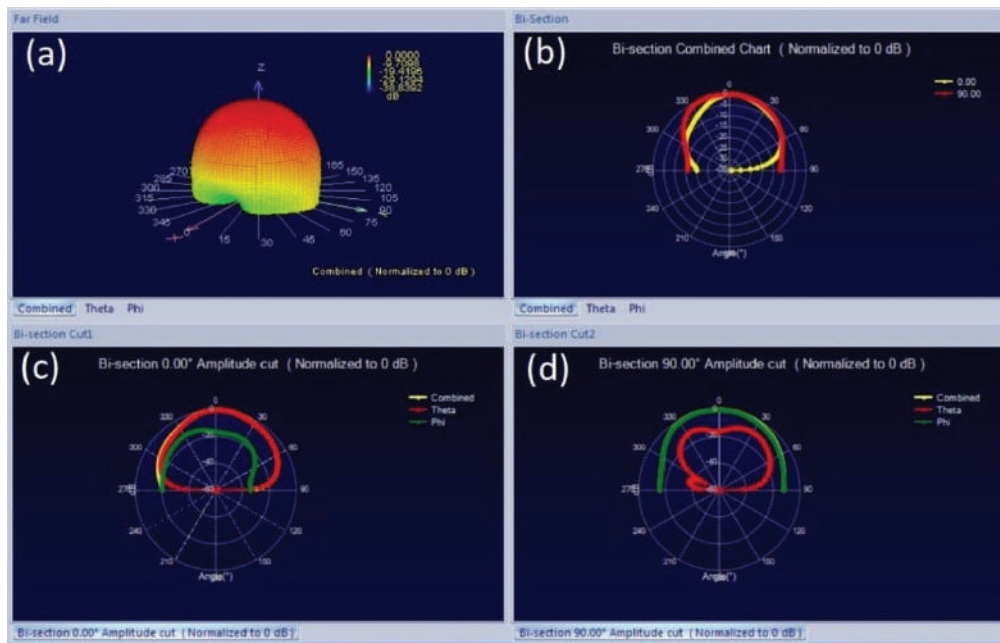 Far Field
(a)
0.0000
-9.7098
-19.4196
-29.1294
-38.8392
dB
Z
270
285
300
315
330
345
0
15
30
45
60
75
90
105
120
135
150
165
Combined ( Normalized to 0 dB )
Combined Theta Phi
Bi-Section
(b)
Bi-section Combined Chart ( Normalized to 0 dB )
0.00
90.00
0
330
30
300
60
270
90
240
120
210
150
Angle(°)
Combined Theta Phi
Bi-section Cut1
(c)
Bi-section 0.00° Amplitude cut ( Normalized to 0 dB )
Combined
Theta
Phi
0
330
30
-20
300
60
-40
270
90
240
120
210
150
Angle(°)
Bi-section 0.00° Amplitude cut ( Normalized to 0 dB )
Bi-section Cut2
(d)
Bi-section 90.00° Amplitude cut ( Normalized to 0 dB )
Combined
Theta
Phi
0
330
30
-20
300
60
-40
270
90
240
120
210
150
Angle(°)
Bi-section 90.00° Amplitude cut ( Normalized to 0 dB )